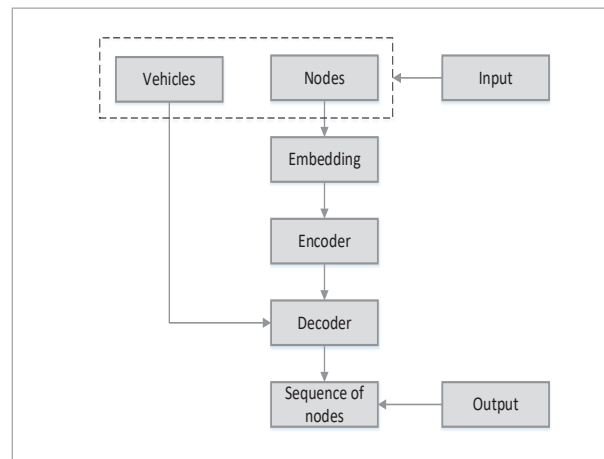 Vehicles
Nodes
Input
Embedding
Encoder
Decoder
Sequence of
nodes
Output